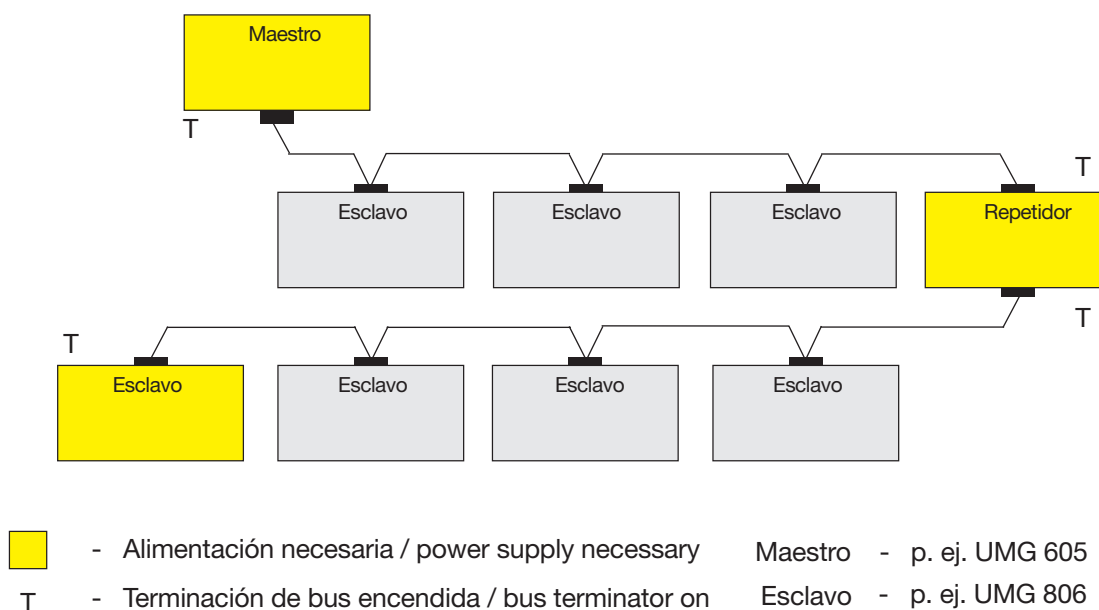 Maestro
T
T
Esclavo
Esclavo
Esclavo
Repetidor
T
T
Esclavo
Esclavo
Esclavo
Esclavo
- Alimentación necesaria / power supply necessary
Maestro - p. ej. UMG 605
T - Terminación de bus encendida / bus terminator on
Esclavo - p. ej. UMG 806